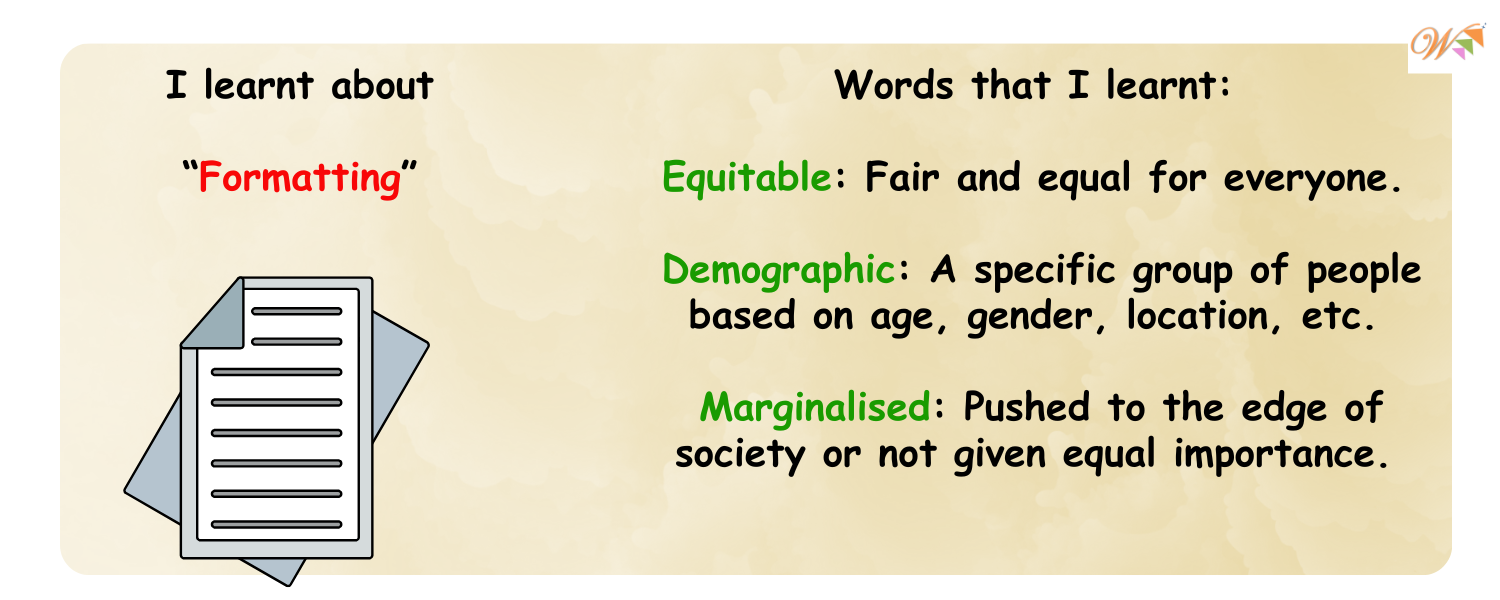 I learnt about
“Formatting”
Words that I learnt:
Equitable: Fair and equal for everyone.
Demographic: A specific group of people
based on age, gender, location, etc.
Marginalised: Pushed to the edge of
society or not given equal importance.
W